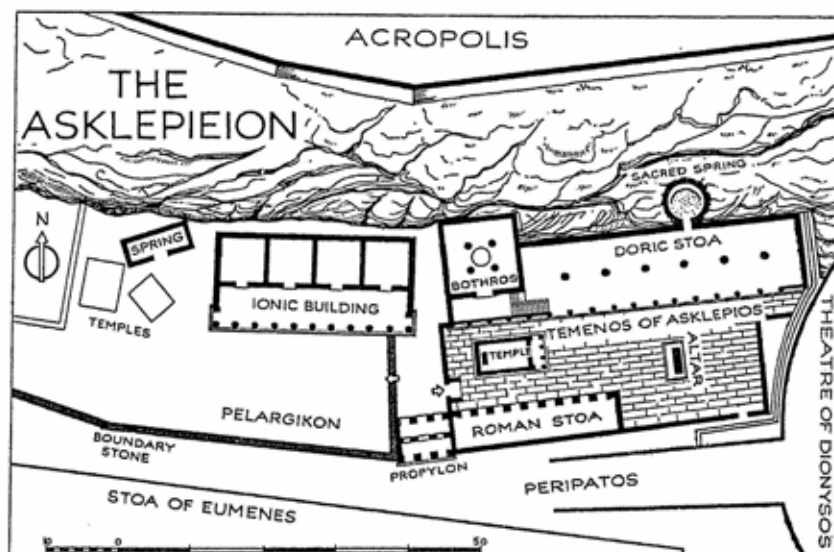 ACROPOLIS
THE
ASKLEPIEION
SACRED SPRING
N
SPRING
DORIC STOA
BOTHROS
IONIC BUILDING
TEMPLES
TEMENOS OF ASKLEPIOS
TEMPLE
ALTAR
THEATRE OF DIONYSOS
PELARGIKON
ROMAN STOA
BOUNDARY
STONE
PROPYLON
PERIPATOS
STOA OF EUMENES
10 0 50